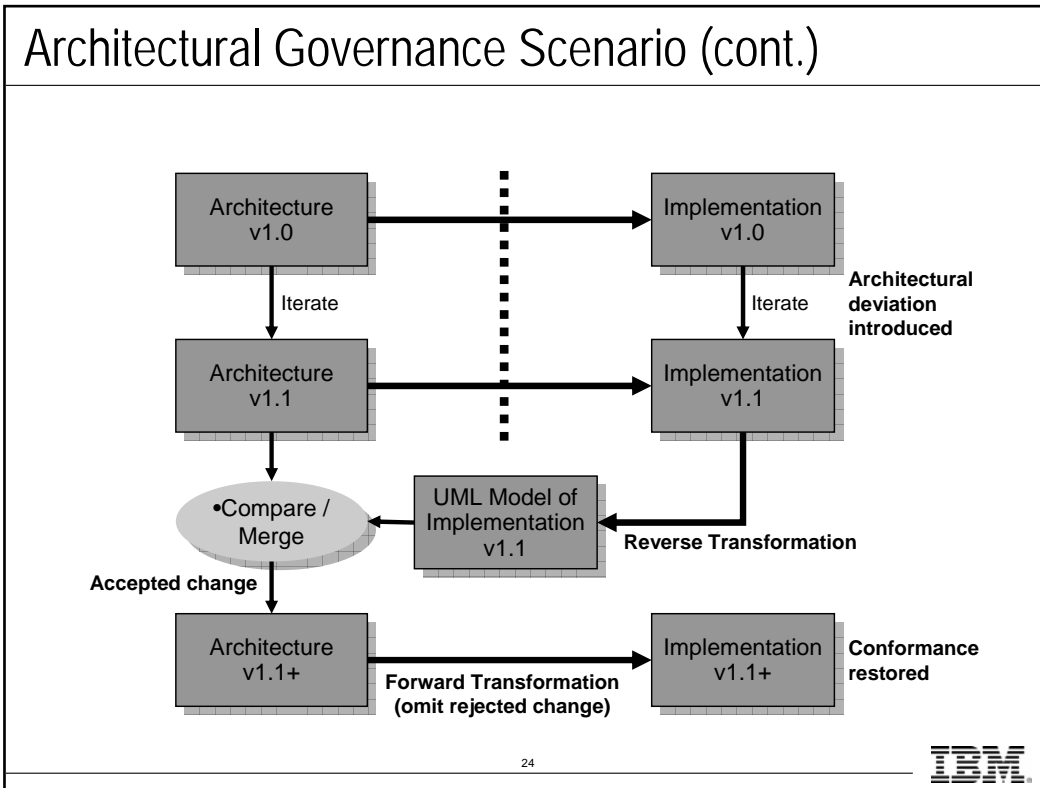 Architectural Governance Scenario (cont.)
Architecture
v1.0
Implementation
v1.0
Iterate
Iterate
Architectural
deviation
introduced
Architecture
v1.1
Implementation
v1.1
•Compare /
Merge
UML Model of
Implementation
v1.1
Reverse Transformation
Accepted change
Architecture
v1.1+
Forward Transformation
(omit rejected change)
Implementation
v1.1+
Conformance
restored
24
IBM.